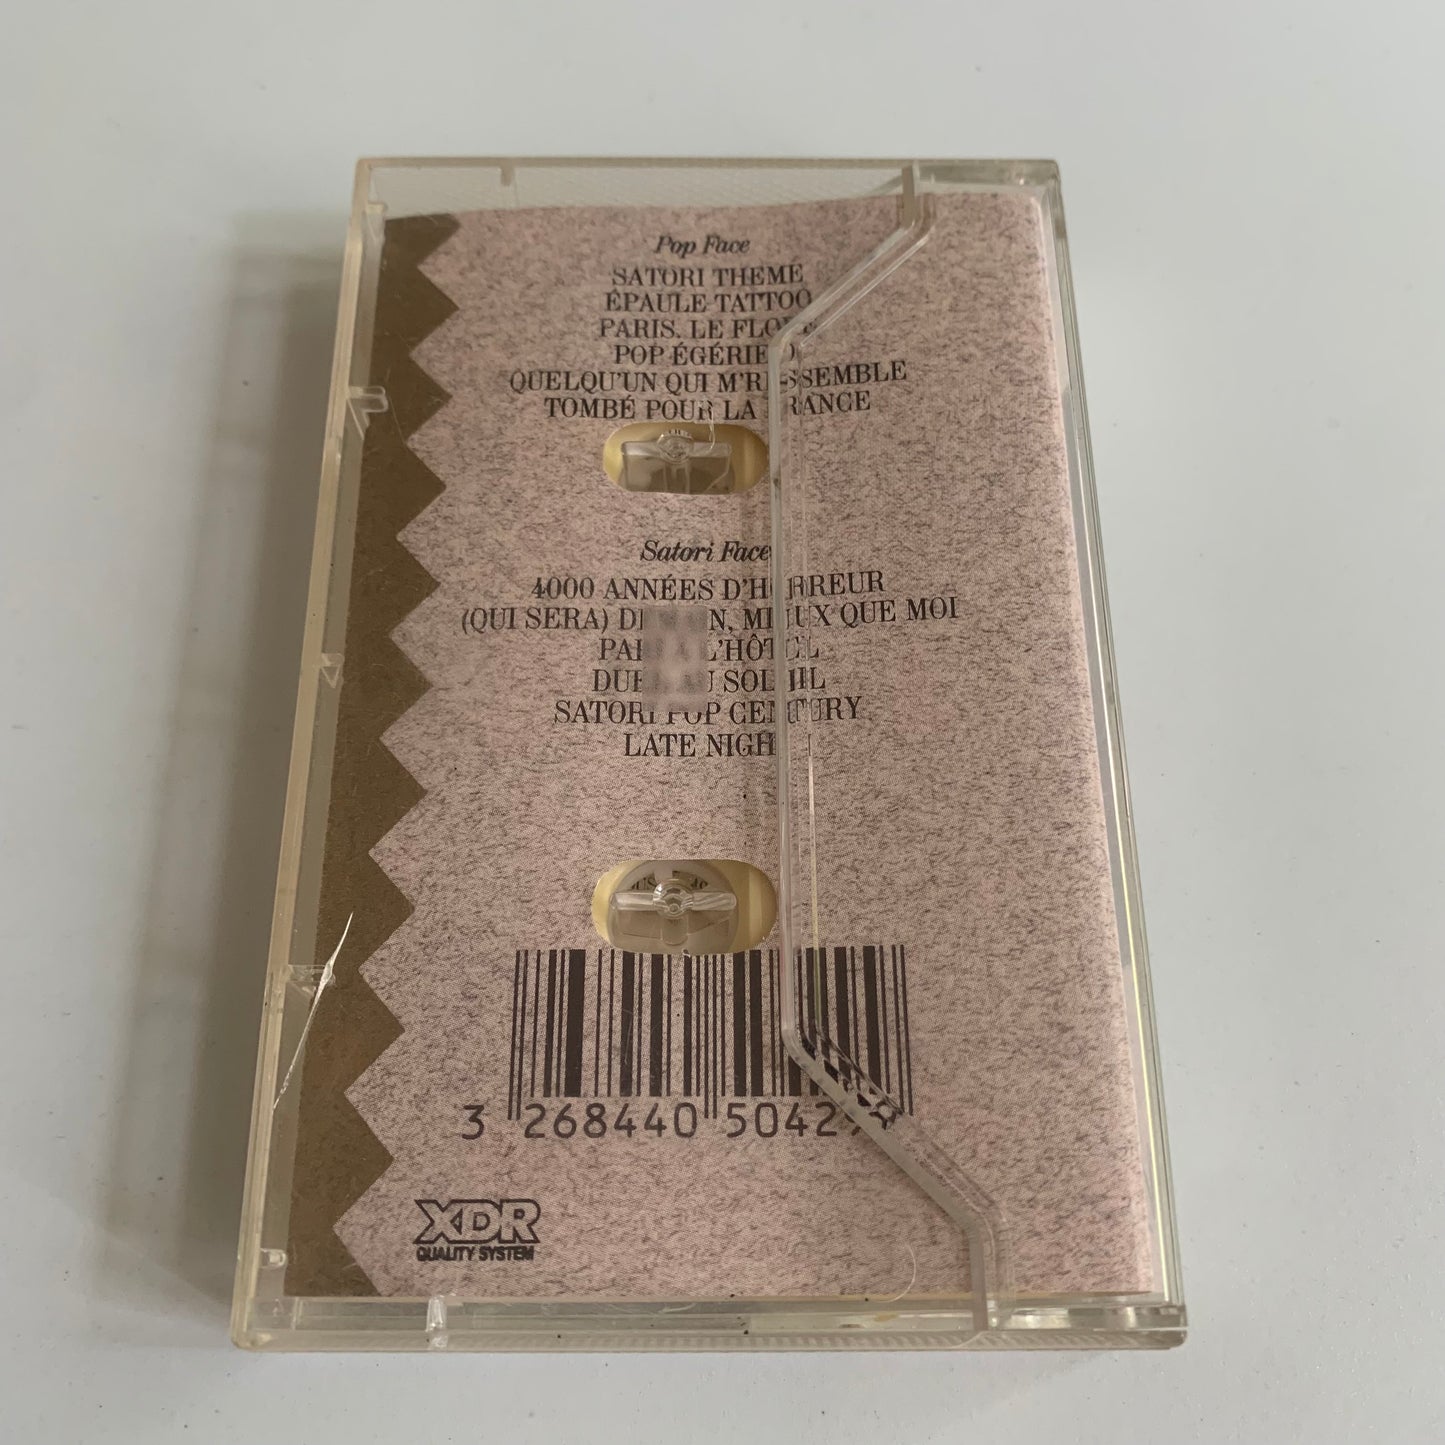 Pop Face
SATORI THEME
ÉPAULE TATTOO
PARIS, LE FLORE
POP ÉGÉRIE O.
QUELQU'UN QUI M'RESSEMBLE
TOMBÉ POUR LA FRANCE
Satori Face
4000 ANNÉES D'HORREUR
(QUI SERA) DEMAIN, MIEUX QUE MOI
L'HÔTEL
DUEL AU SOLEIL
SATORI POP CENTURY
LATE NIGHT
3 268440 5042
XDR
QUALITY SYSTEM